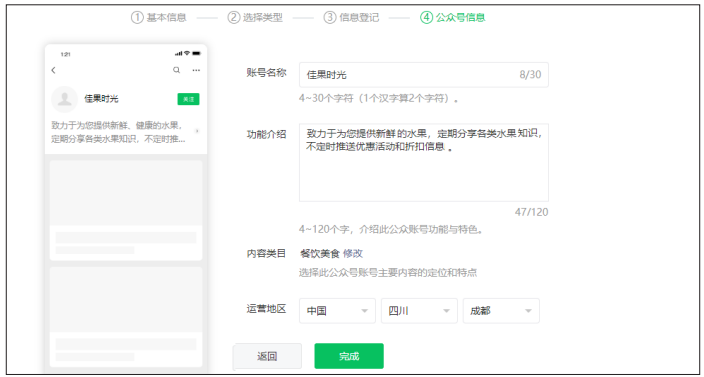 ① 基本信息 ② 选择类型 ③ 信息登记 ④ 公众号信息
1:21
佳果时光
关注
致力于为您提供新鲜、健康的水果，
定期分享各类水果知识，不定时推...
账号名称
佳果时光
8/30
4~30个字符（1个汉字算2个字符）。
功能介绍
致力于为您提供新鲜的水果，定期分享各类水果知识，
不定时推送优惠活动和折扣信息 。
47/120
4~120个字，介绍此公众账号功能与特色。
内容类目
餐饮美食 修改
选择此公众号账号主要内容的定位和特点
运营地区
中国 四川 成都
返回 完成